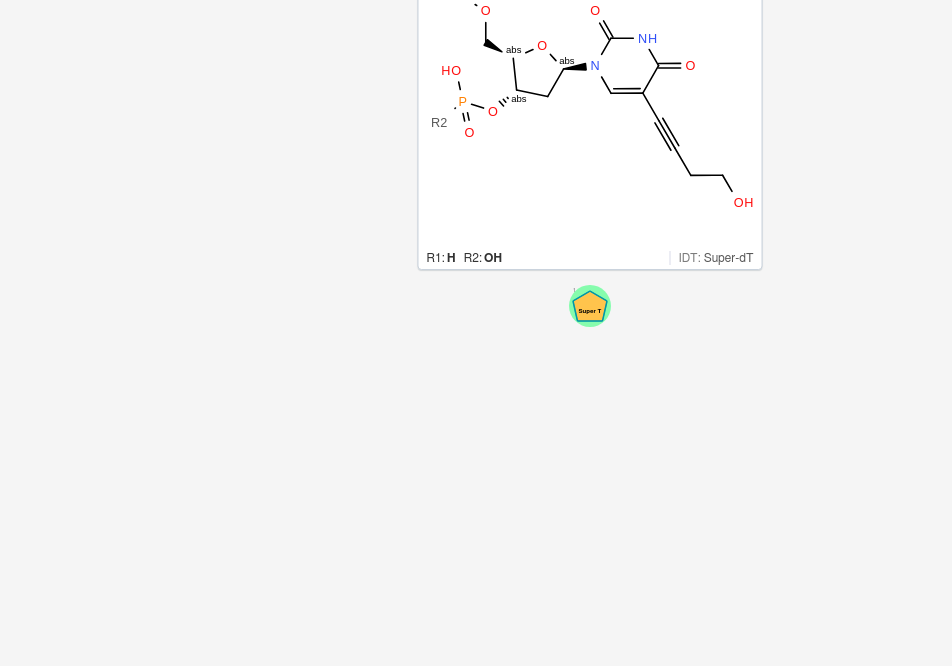 O
O
NH
abs
O
abs
N
O
HO
P
abs
O
R2
O
OH
R1: H R2: OH IDT: Super-dT
Super T